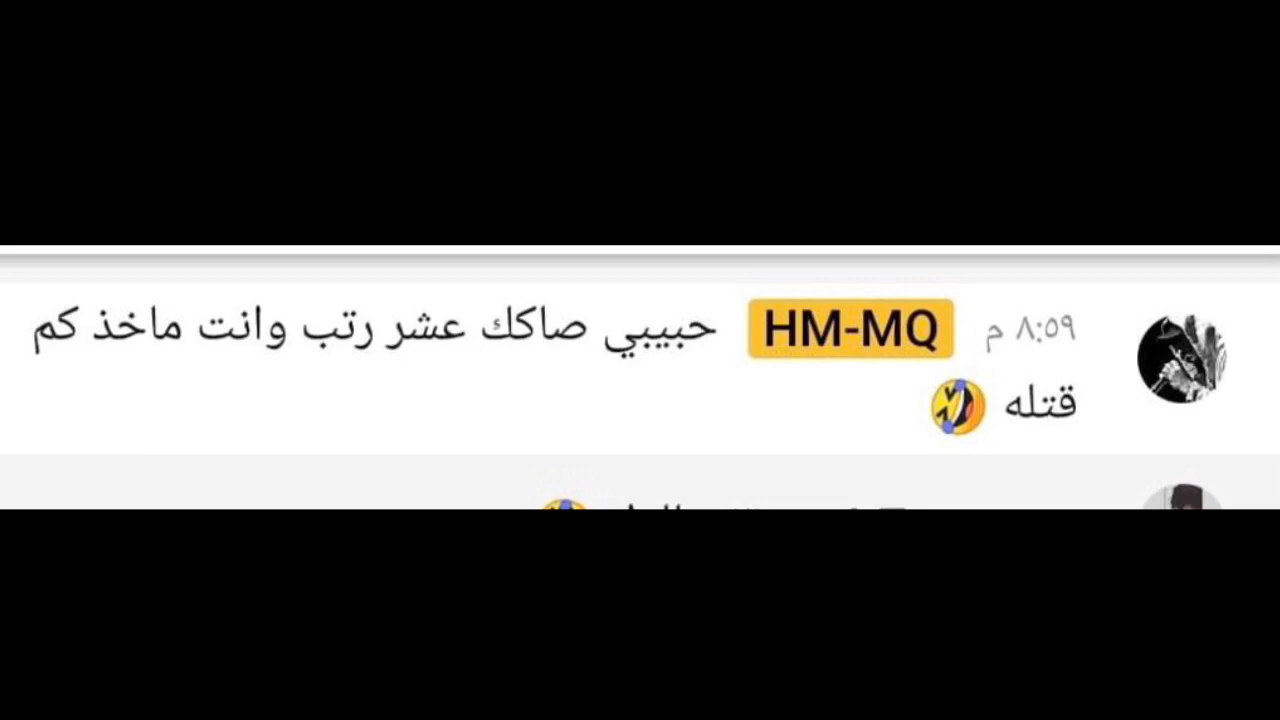 ٨:٥٩ م HM-MQ حبيبي صاكك عشر رتب وانت ماخذ كم
قتله 🤣